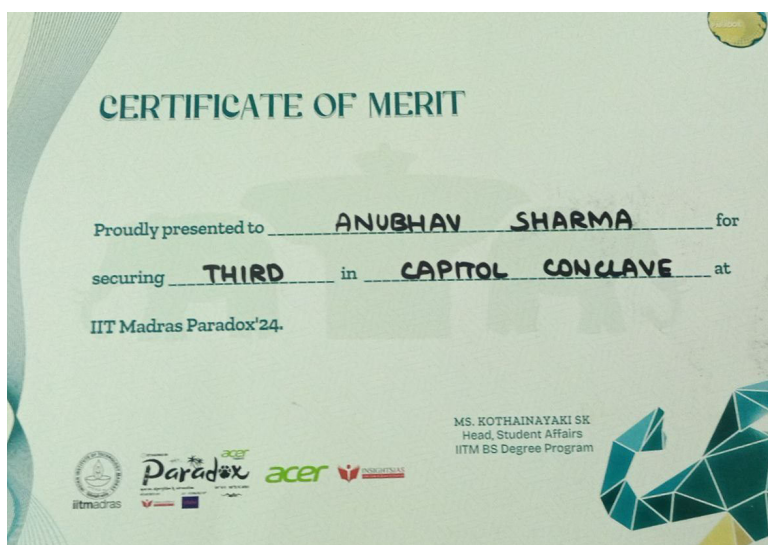 CERTIFICATE OF MERIT
Proudly presented to ANUBHAV SHARMA for
securing THIRD in CAPITOL CONCLAVE at
IIT Madras Paradox'24.
MS. KOTHAINAYAKI SK
Head, Student Affairs
IITM BS Degree Program
iitmadras
acer
Paradox
acer
INSIGHTSIAS